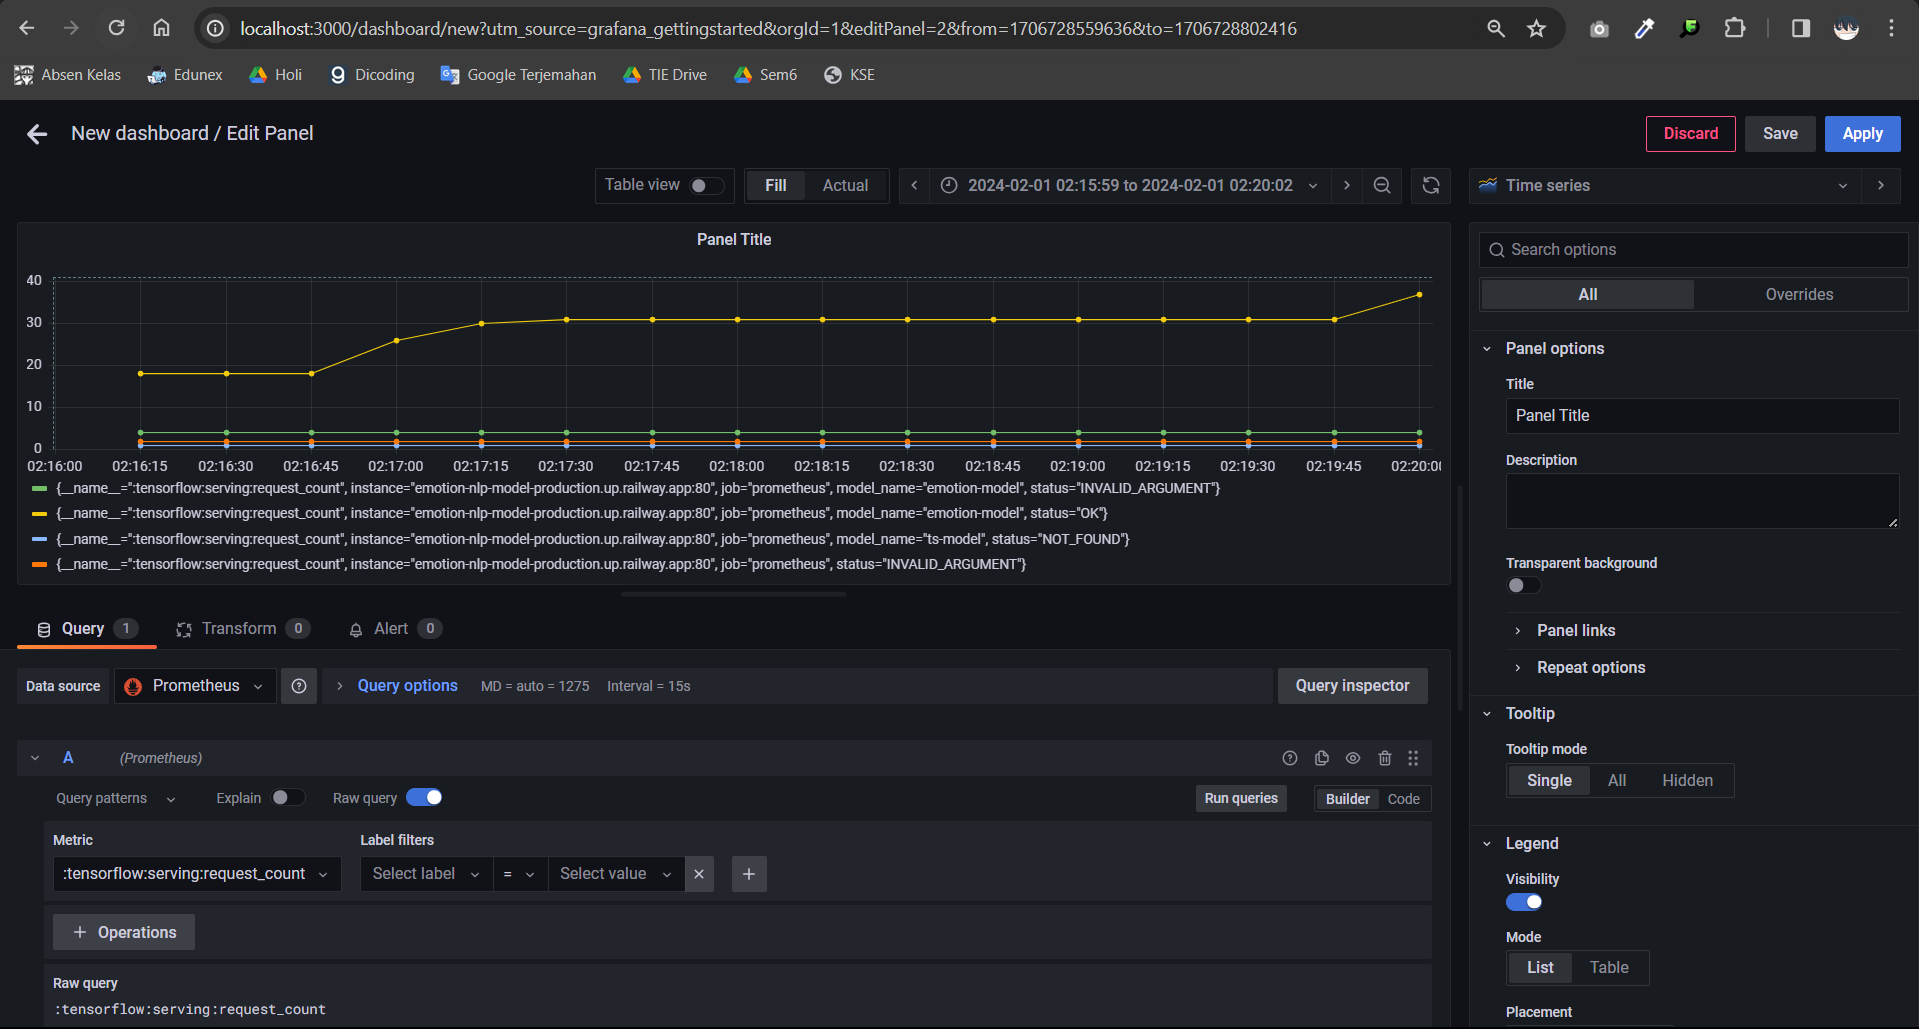 localhost:3000/dashboard/new?utm_source=grafana_gettingstarted&orgId=1&editPanel=2&from=1706728559636&to=1706728802416
Absen Kelas Edunex Holi Dicoding Google Terjemahan TIE Drive Sem6 KSE
New dashboard / Edit Panel Discard Save Apply
Table view Fill Actual 2024-02-01 02:15:59 to 2024-02-01 02:20:02 Time series
Panel Title
Search options
All Overrides
40
30
20
10
0
02:16:00 02:16:15 02:16:30 02:16:45 02:17:00 02:17:15 02:17:30 02:17:45 02:18:00 02:18:15 02:18:30 02:18:45 02:19:00 02:19:15 02:19:30 02:19:45 02:20:00
{__name__=":tensorflow:serving:request_count", instance="emotion-nlp-model-production.up.railway.app:80", job="prometheus", model_name="emotion-model", status="INVALID_ARGUMENT"}
{__name__=":tensorflow:serving:request_count", instance="emotion-nlp-model-production.up.railway.app:80", job="prometheus", model_name="emotion-model", status="OK"}
{__name__=":tensorflow:serving:request_count", instance="emotion-nlp-model-production.up.railway.app:80", job="prometheus", model_name="ts-model", status="NOT_FOUND"}
{__name__=":tensorflow:serving:request_count", instance="emotion-nlp-model-production.up.railway.app:80", job="prometheus", status="INVALID_ARGUMENT"}
Query 1 Transform 0 Alert 0
Data source Prometheus Query options MD = auto = 1275 Interval = 15s Query inspector
A (Prometheus)
Query patterns Explain Raw query Run queries Builder Code
Metric Label filters
:tensorflow:serving:request_count Select label = Select value
+ Operations
Raw query
:tensorflow:serving:request_count
Panel options
Title
Panel Title
Description
Transparent background
Panel links
Repeat options
Tooltip
Tooltip mode
Single All Hidden
Legend
Visibility
Mode
List Table
Placement